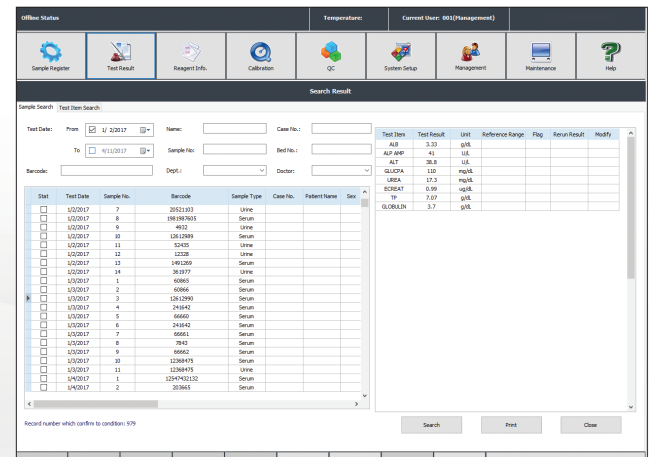 Offline Status Temperature: Current User: 001(Management)
Sample Register Test Result Reagent Info. Calibration QC System Setup Management Maintenance Help
Search Result
Sample Search Test Item Search
Test Date: From 1/ 2/2017 Name: Case No.:
To 4/11/2017 Sample No: Bed No.:
Barcode: Dept.: Doctor:
Stat Test Date Sample No. Barcode Sample Type Case No. Patient Name Sex
1/2/2017 7 20521103 Urine
1/2/2017 8 1981987605 Serum
1/2/2017 9 4932 Urine
1/2/2017 10 12612989 Serum
1/2/2017 11 52435 Urine
1/2/2017 12 12328 Urine
1/2/2017 13 1491269 Serum
1/2/2017 14 361977 Urine
1/3/2017 1 60865 Serum
1/3/2017 2 60866 Serum
1/3/2017 3 12612990 Serum
1/3/2017 4 241642 Serum
1/3/2017 5 66660 Serum
1/3/2017 6 241642 Serum
1/3/2017 7 66661 Serum
1/3/2017 8 7843 Serum
1/3/2017 9 66662 Serum
1/3/2017 10 12368475 Serum
1/3/2017 11 12368475 Urine
1/4/2017 1 12547432132 Serum
1/4/2017 2 203665 Serum
Record number which confirm to condition: 979
Test Item Test Result Unit Reference Range Flag Rerun Result Modify
ALB 3.33 g/dL
ALP AMP 41 U/L
ALT 38.8 U/L
GLUCPA 110 mg/dL
UREA 17.3 mg/dL
ECREAT 0.99 ug/dL
TP 7.07 g/dL
GLOBULIN 3.7 g/dL
Search Print Close